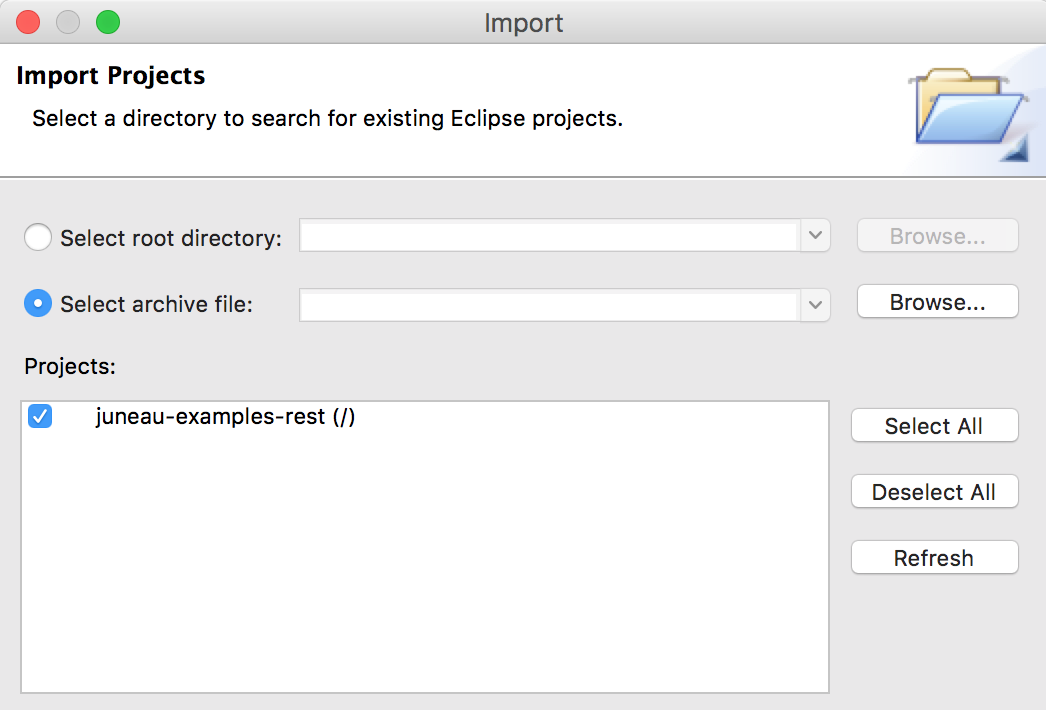 Import
Import Projects
Select a directory to search for existing Eclipse projects.
Select root directory:
Browse...
Select archive file:
Browse...
Projects:
juneau-examples-rest (/)
Select All
Deselect All
Refresh